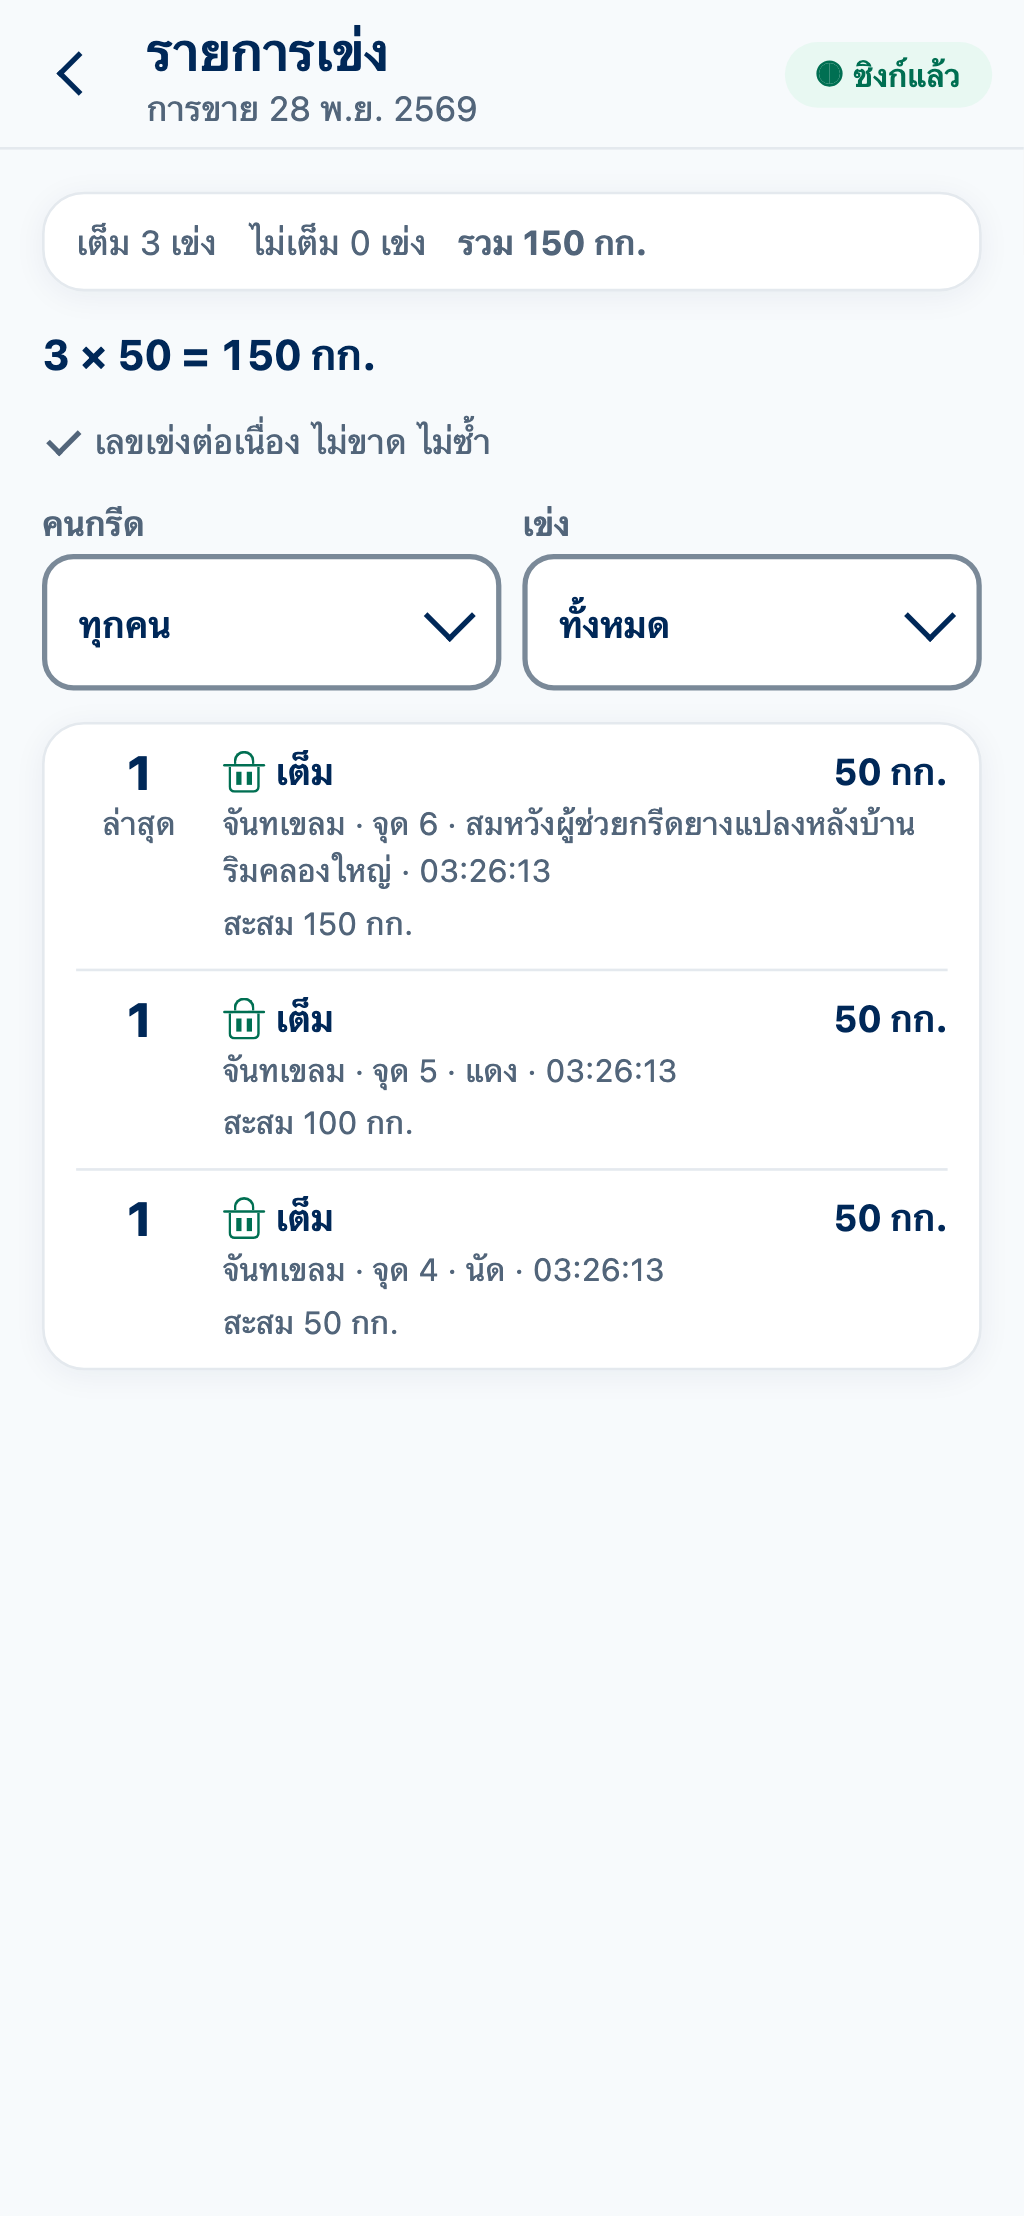 รายการเข่ง
การขาย 28 พ.ย. 2569
ซิงก์แล้ว
เต็ม 3 เข่ง ไม่เต็ม 0 เข่ง รวม 150 กก.
3 × 50 = 150 กก.
เลขเข่งต่อเนื่อง ไม่ขาด ไม่ซ้ำ
คนกรีด เข่ง
ทุกคน ทั้งหมด
1 เต็ม 50 กก.
ล่าสุด จันทเขลม · จุด 6 · สมหวังผู้ช่วยกรีดยางแปลงหลังบ้าน
ริมคลองใหญ่ · 03:26:13
สะสม 150 กก.
1 เต็ม 50 กก.
จันทเขลม · จุด 5 · แดง · 03:26:13
สะสม 100 กก.
1 เต็ม 50 กก.
จันทเขลม · จุด 4 · นัด · 03:26:13
สะสม 50 กก.